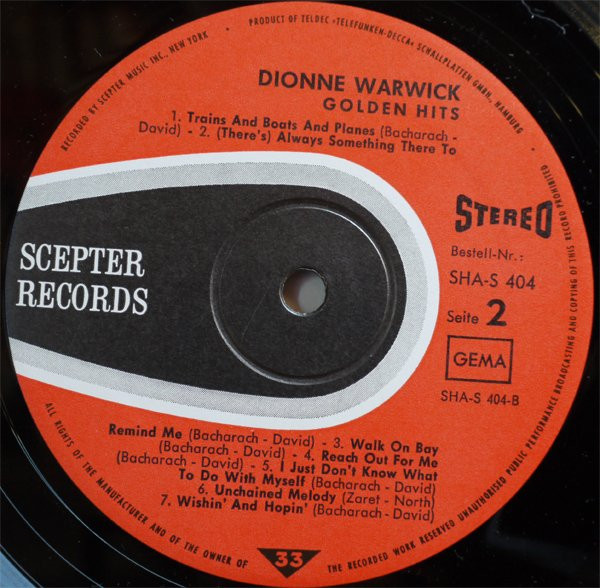 RECORDED BY SCEPTER MUSIC INC., NEW YORK • PRODUCT OF TELDEC »TELEFUNKEN-DECCA« SCHALLPLATTEN GMBH, HAMBURG •
DIONNE WARWICK
GOLDEN HITS
1. Trains And Boats And Planes (Bacharach -
David) - 2. (There's) Always Something There To
STEREO
Bestell-Nr.:
SHA-S 404
Seite 2
GEMA
SHA-S 404-B
SCEPTER
RECORDS
Remind Me (Bacharach - David) - 3. Walk On Bay
(Bacharach - David) - 4. Reach Out For Me
(Bacharach - David) - 5. I Just Don't Know What
To Do With Myself (Bacharach - David)
6. Unchained Melody (Zaret - North)
7. Wishin' And Hopin' (Bacharach - David)
ALL RIGHTS OF THE MANUFACTURER AND OF THE OWNER OF
33
THE RECORDED WORK RESERVED UNAUTHORISED PUBLIC PERFORMANCE BROADCASTING AND COPYING OF THIS RECORD PROHIBITED